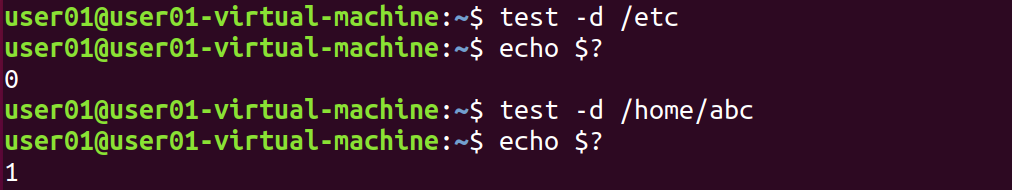 user01@user01-virtual-machine:~$ test -d /etc
user01@user01-virtual-machine:~$ echo $?
0
user01@user01-virtual-machine:~$ test -d /home/abc
user01@user01-virtual-machine:~$ echo $?
1